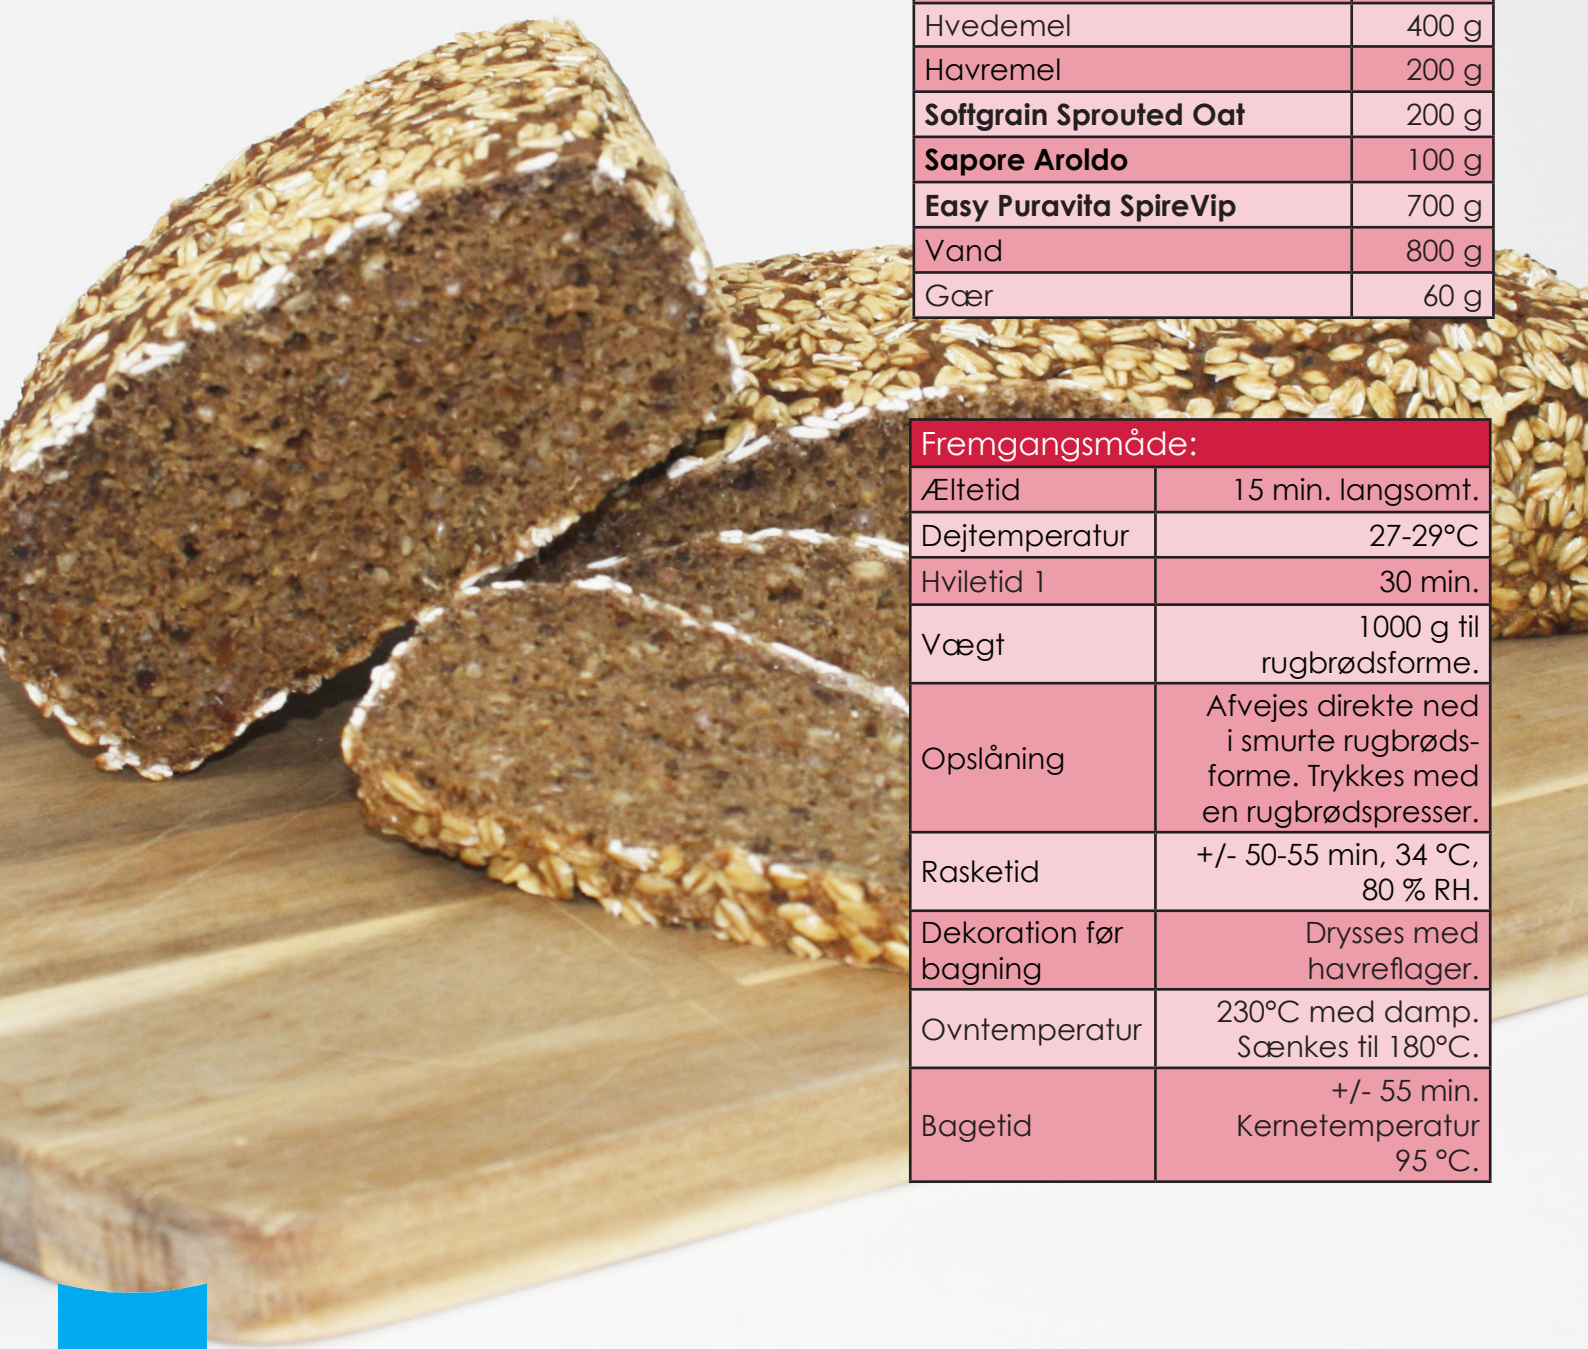 Hvedemel 400 g
Havremel 200 g
Softgrain Sprouted Oat 200 g
Sapore Aroldo 100 g
Easy Puravita SpireVip 700 g
Vand 800 g
Gær 60 g
Fremgangsmåde:
Æltetid 15 min. langsomt.
Dejtemperatur 27-29°C
Hviletid 1 30 min.
Vægt 1000 g til
rugbrødsforme.
Opslåning Afvejes direkte ned
i smurte rugbrøds-
forme. Trykkes med
en rugbrødspresser.
Rasketid +/- 50-55 min, 34 °C,
80 % RH.
Dekoration før
bagning Drysses med
havreflager.
Ovntemperatur 230°C med damp.
Sænkes til 180°C.
Bagetid +/- 55 min.
Kernetemperatur
95 °C.